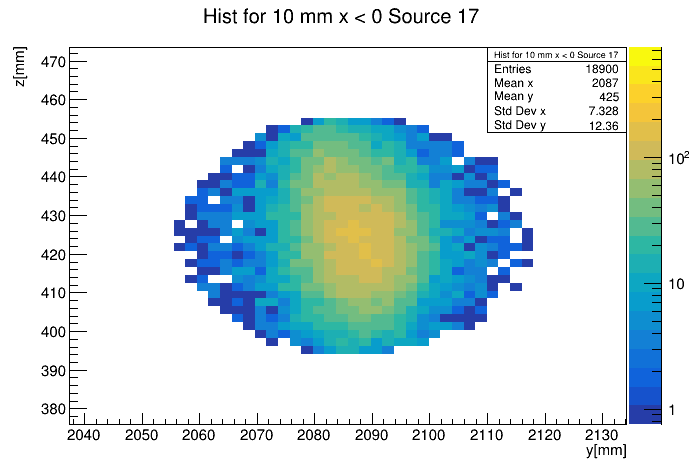 Hist for 10 mm x < 0 Source 17
Hist for 10 mm x < 0 Source 17
Entries 18900
Mean x 2087
Mean y 425
Std Dev x 7.328
Std Dev y 12.36
z[mm]
470
460
450
440
430
420
410
400
390
380
2040 2050 2060 2070 2080 2090 2100 2110 2120 2130
y[mm]
10²
10
1